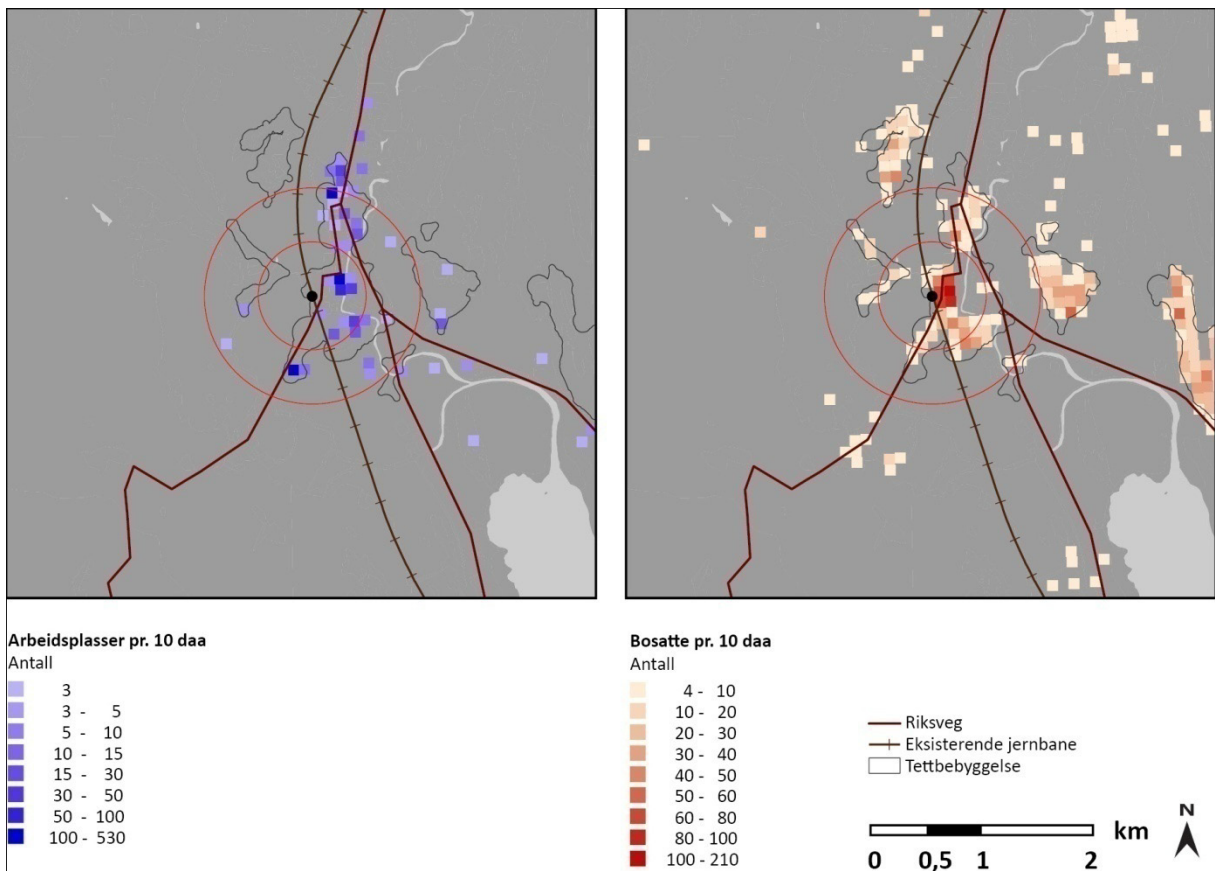 Arbeidsplasser pr. 10 daa
Antall
3
3 - 5
5 - 10
10 - 15
15 - 30
30 - 50
50 - 100
100 - 530
Bosatte pr. 10 daa
Antall
4 - 10
10 - 20
20 - 30
30 - 40
40 - 50
50 - 60
60 - 80
80 - 100
100 - 210
Riksveg
Eksisterende jernbane
Tettbebyggelse
km
0 0,5 1 2
N